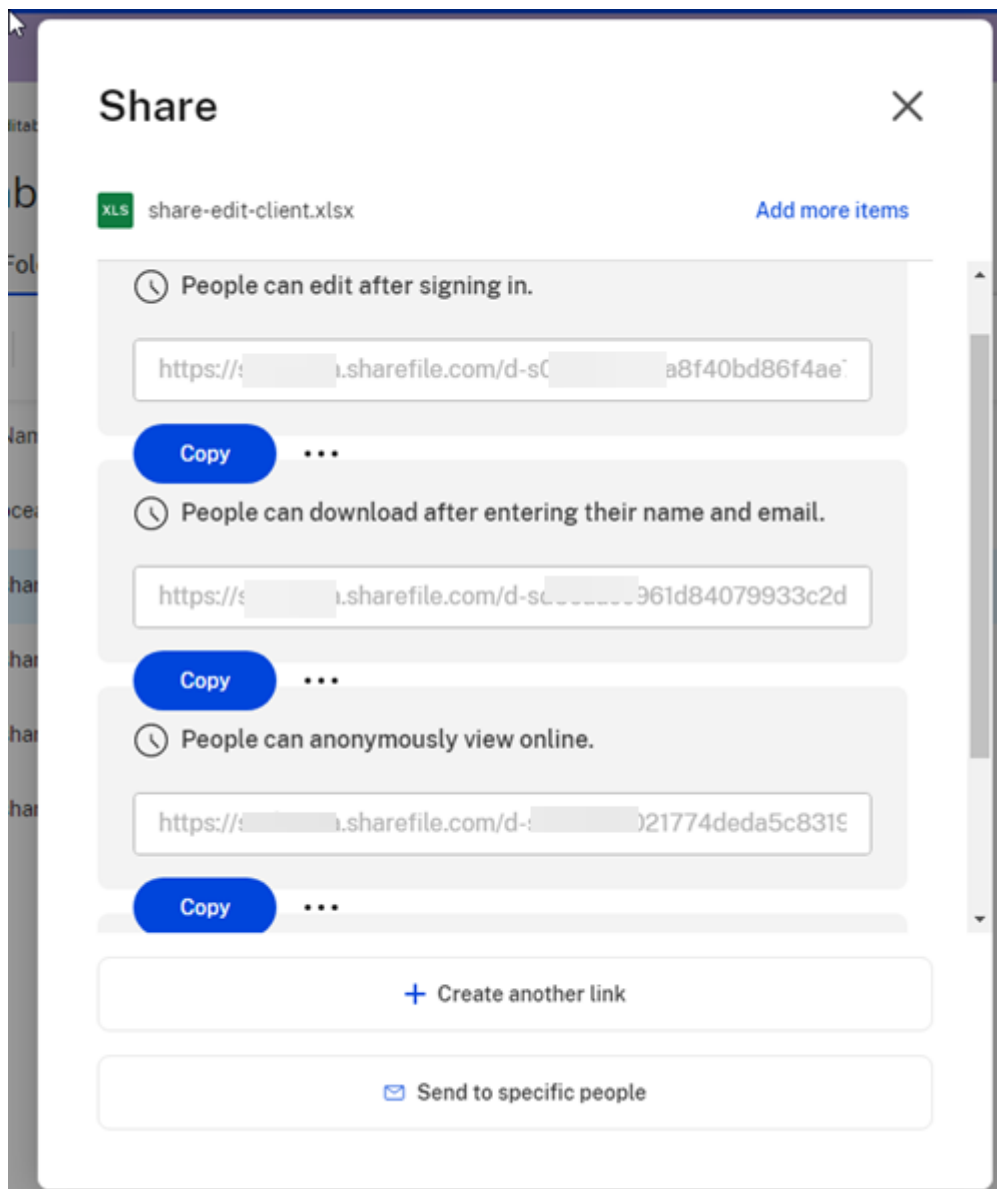 Share
XLS share-edit-client.xlsx Add more items
People can edit after signing in.
https:// .sharefile.com/d-s a8f40bd86f4ae
Copy
People can download after entering their name and email.
https:// .sharefile.com/d- 961d84079933c2d
Copy
People can anonymously view online.
https:// .sharefile.com/d- 021774deda5c8319
Copy
+ Create another link
Send to specific people